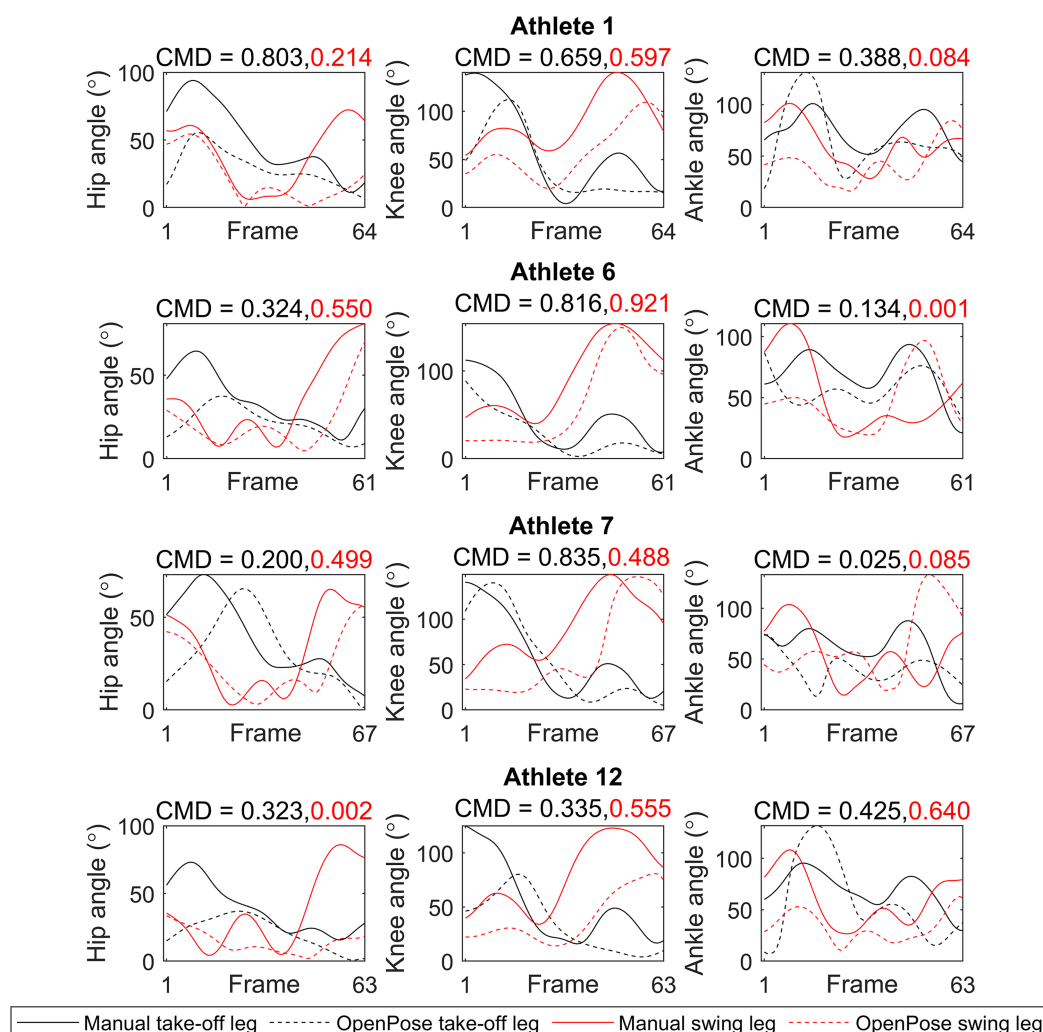 Athlete 1
CMD = 0.803,0.214 CMD = 0.659,0.597 CMD = 0.388,0.084
Hip angle (°) 100 50 0 Knee angle (°) 100 50 0 Ankle angle (°) 100 50 0
1 Frame 64 1 Frame 64 1 Frame 64
Athlete 6
CMD = 0.324,0.550 CMD = 0.816,0.921 CMD = 0.134,0.001
Hip angle (°) 50 0 Knee angle (°) 100 0 Ankle angle (°) 100 50 0
1 Frame 61 1 Frame 61 1 Frame 61
Athlete 7
CMD = 0.200,0.499 CMD = 0.835,0.488 CMD = 0.025,0.085
Hip angle (°) 50 0 Knee angle (°) 100 50 0 Ankle angle (°) 100 50 0
1 Frame 67 1 Frame 67 1 Frame 67
Athlete 12
CMD = 0.323,0.002 CMD = 0.335,0.555 CMD = 0.425,0.640
Hip angle (°) 100 50 0 Knee angle (°) 100 50 0 Ankle angle (°) 100 50 0
1 Frame 63 1 Frame 63 1 Frame 63
Manual take-off leg OpenPose take-off leg Manual swing leg OpenPose swing leg